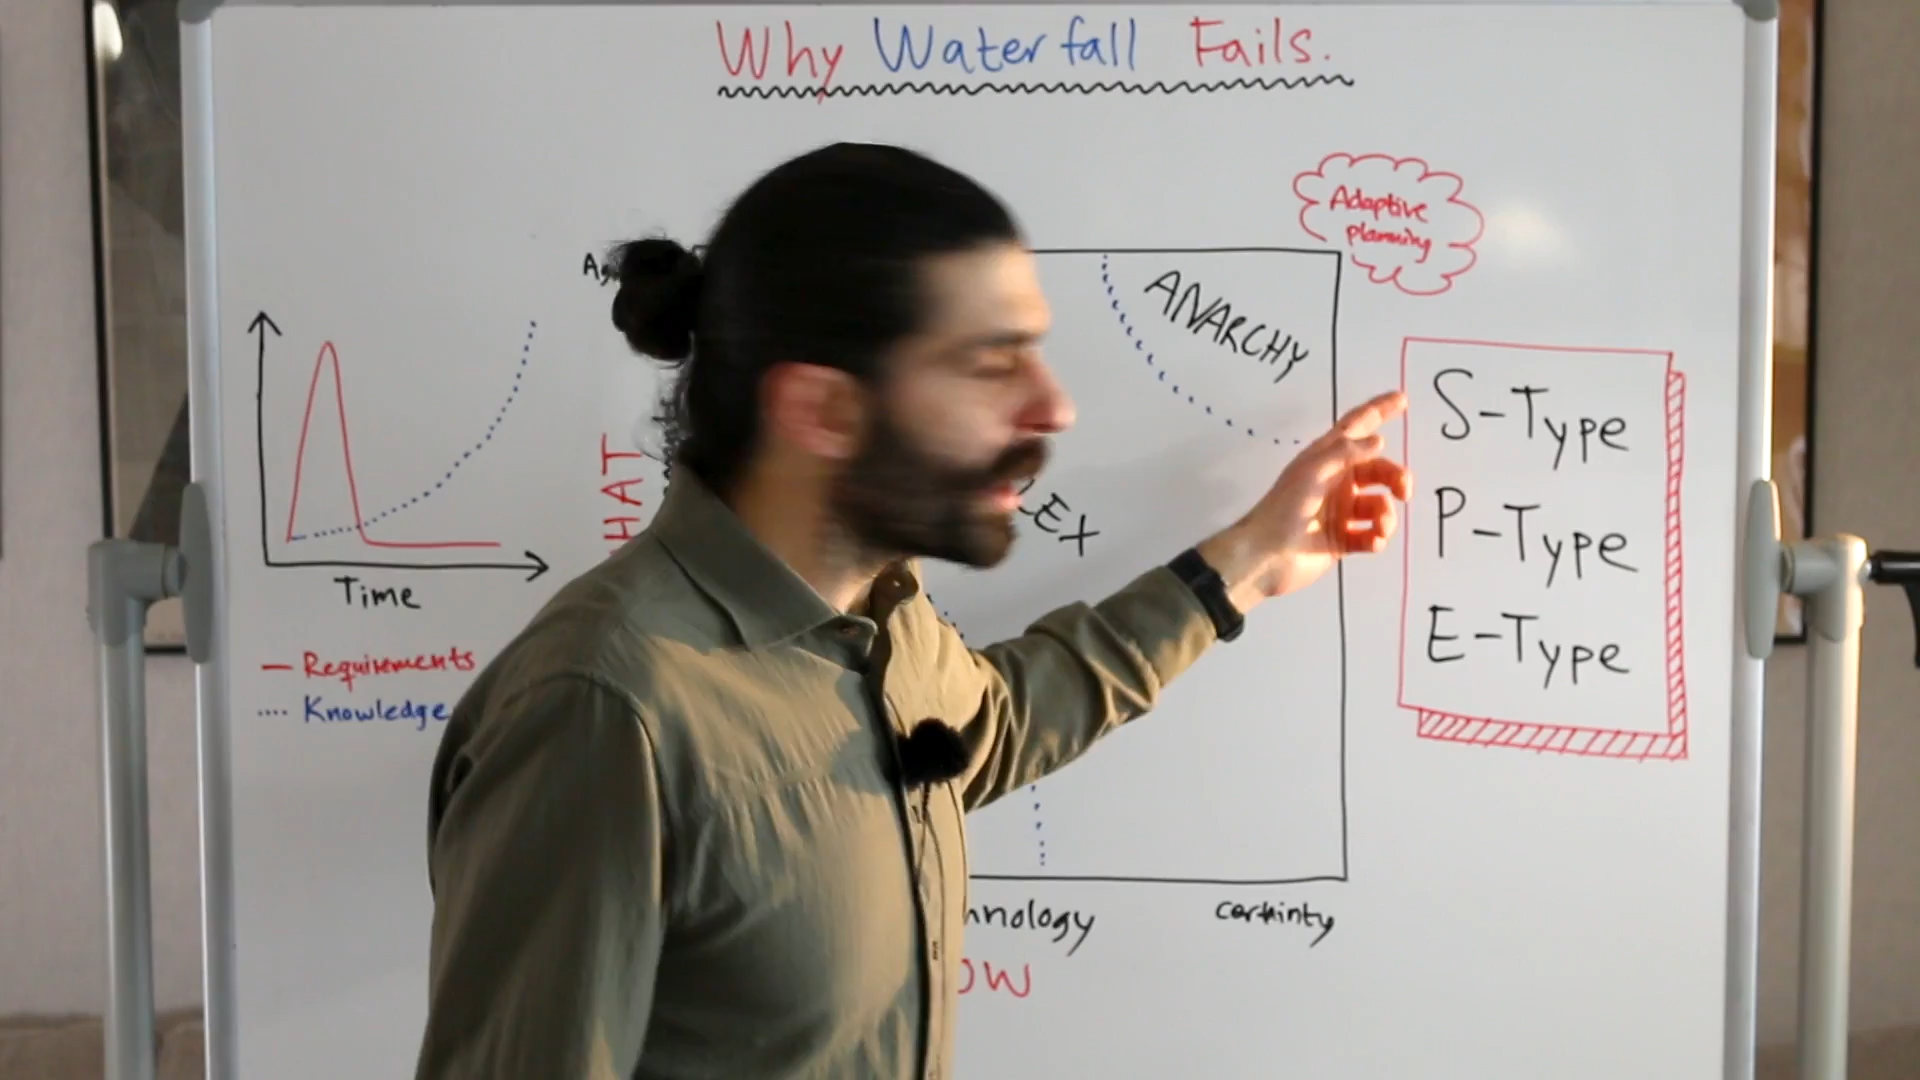 Why Waterfall Fails.
Adaptive
planning
ANARCHY
S-Type
P-Type
E-Type
Time
Requirements
Knowledge
certainty